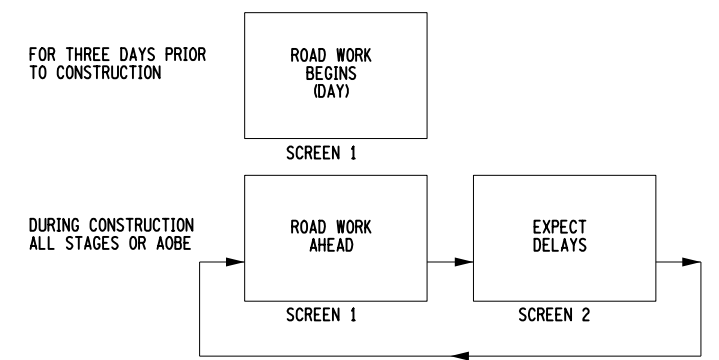 FOR THREE DAYS PRIOR
TO CONSTRUCTION
ROAD WORK
BEGINS
(DAY)
SCREEN 1
DURING CONSTRUCTION
ALL STAGES OR AOBE
ROAD WORK
AHEAD
SCREEN 1
EXPECT
DELAYS
SCREEN 2